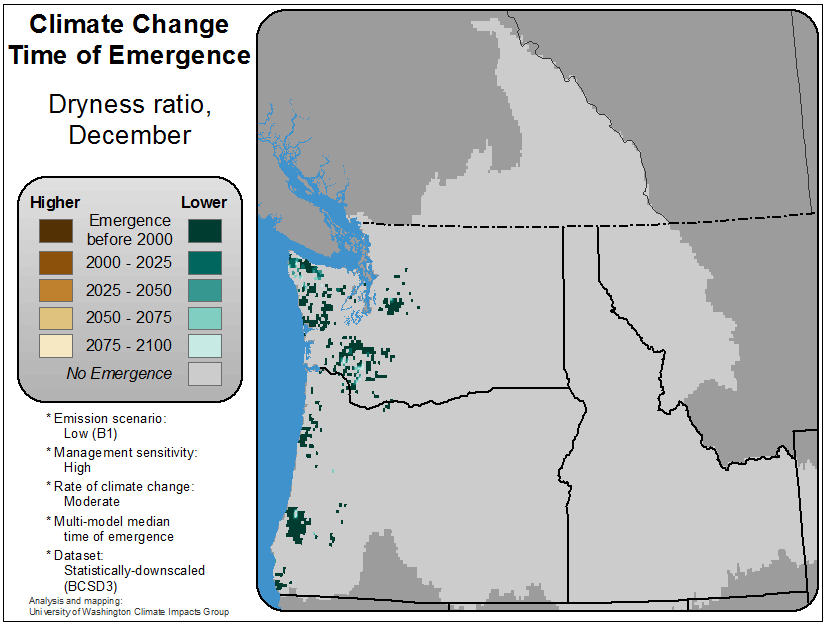 Climate Change
Time of Emergence
Dryness ratio,
December
Higher
Lower
Emergence
before 2000
2000 - 2025
2025 - 2050
2050 - 2075
2075 - 2100
No Emergence
* Emission scenario:
Low (B1)
* Management sensitivity:
High
* Rate of climate change:
Moderate
* Multi-model median
time of emergence
* Dataset:
Statistically-downscaled
(BCSD3)
Analysis and mapping:
University of Washington Climate Impacts Group